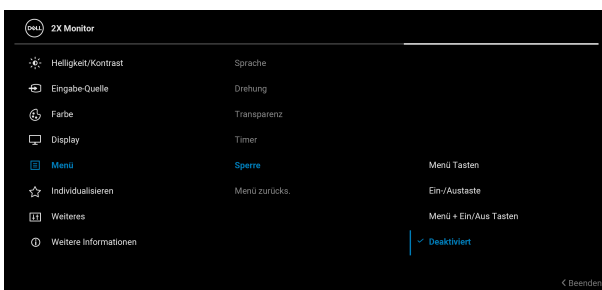 DELL 2X Monitor
Helligkeit/Kontrast Sprache
Eingabe-Quelle Drehung
Farbe Transparenz
Display Timer
Menü Sperre Menü Tasten
Individualisieren Menü zurücks. Ein-/Austaste
Weiteres Menü + Ein/Aus Tasten
Weitere Informationen Deaktiviert
Beenden